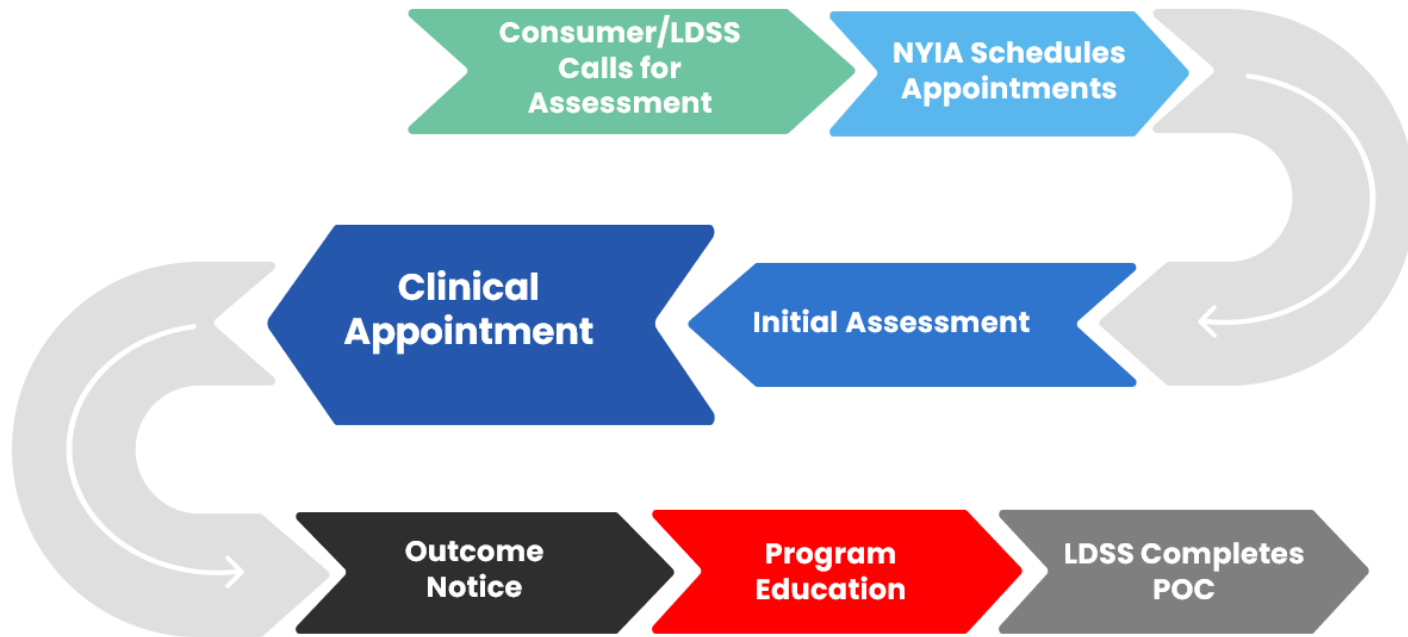 Consumer/LDSS
Calls for
Assessment
NYIA Schedules
Appointments
Initial Assessment
Clinical
Appointment
Outcome
Notice
Program
Education
LDSS Completes
POC